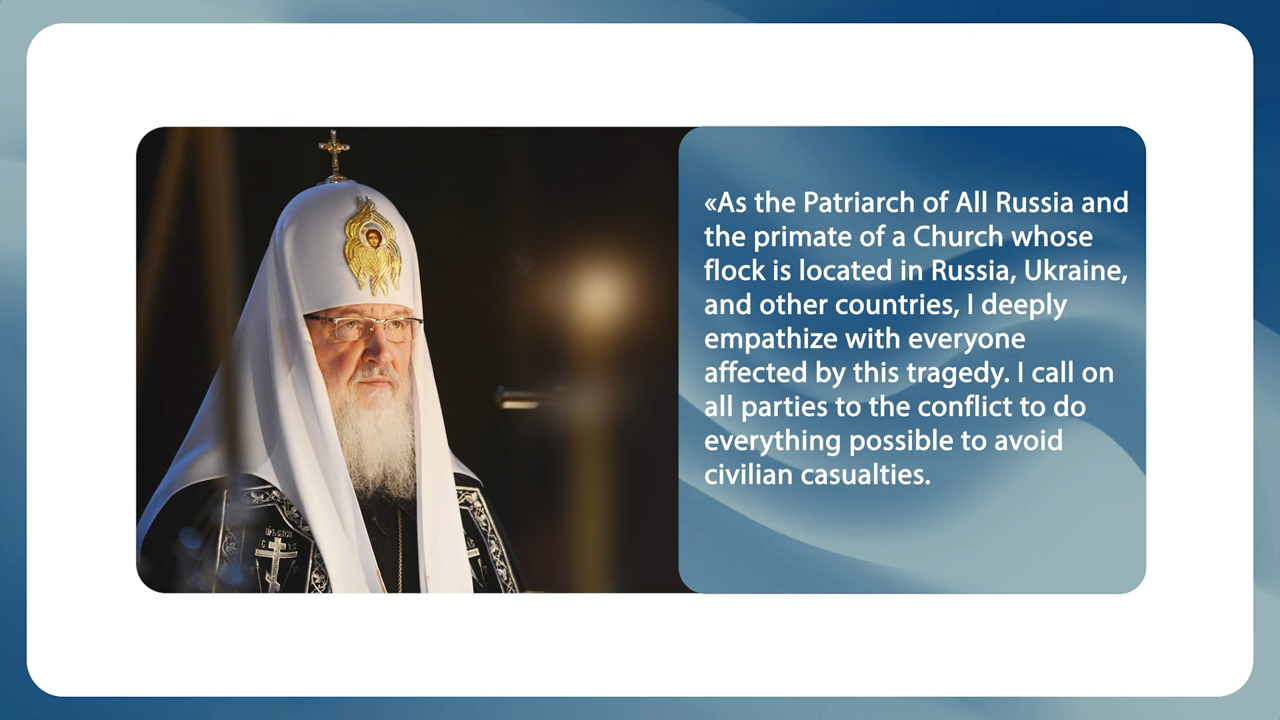 «As the Patriarch of All Russia and
the primate of a Church whose
flock is located in Russia, Ukraine,
and other countries, I deeply
empathize with everyone
affected by this tragedy. I call on
all parties to the conflict to do
everything possible to avoid
civilian casualties.